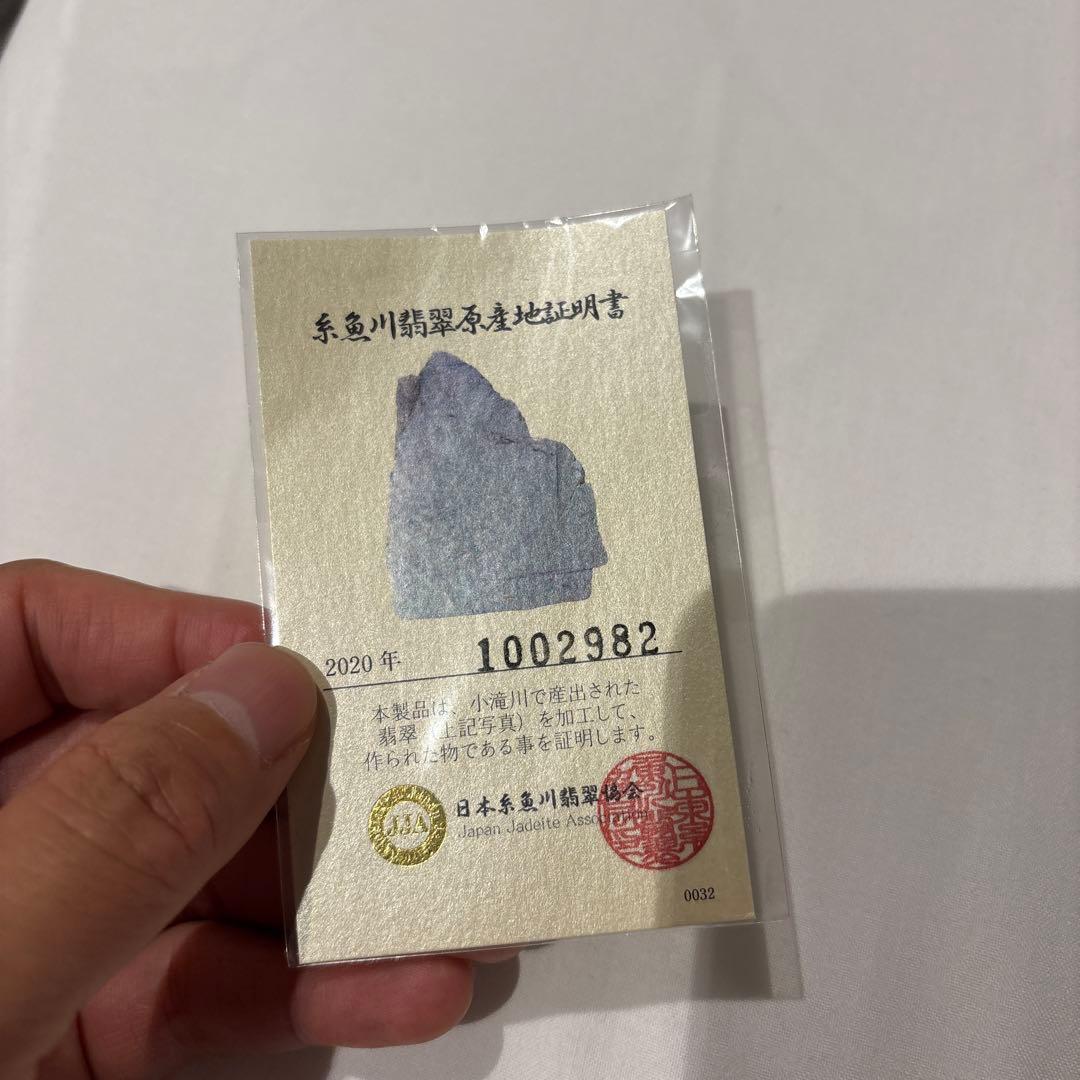 糸魚川翡翠原産地証明書
2020年 1002982
本製品は、小滝川で産出された
翡翠（上記写真）を加工して、
作られた物である事を証明します。
JJA
日本糸魚川翡翠協会
Japan Jadeite Association
0032